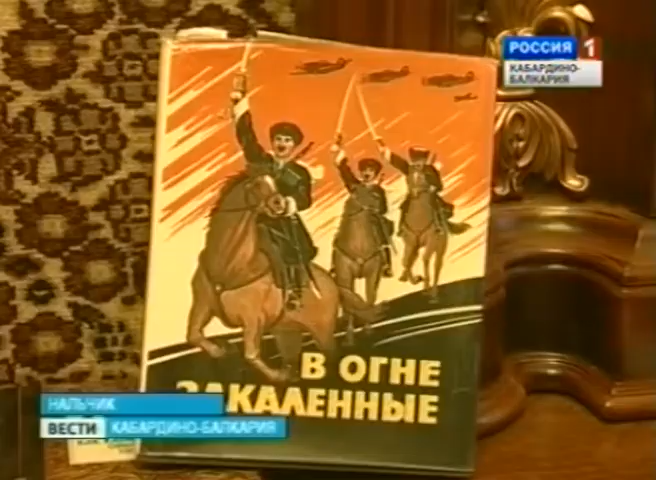 РОССИЯ 1
КАБАРДИНО-
БАЛКАРИЯ
В ОГНЕ
ЗАКАЛЕННЫЕ
НАЛЬЧИК
ВЕСТИ КАБАРДИНО-БАЛКАРИЯ